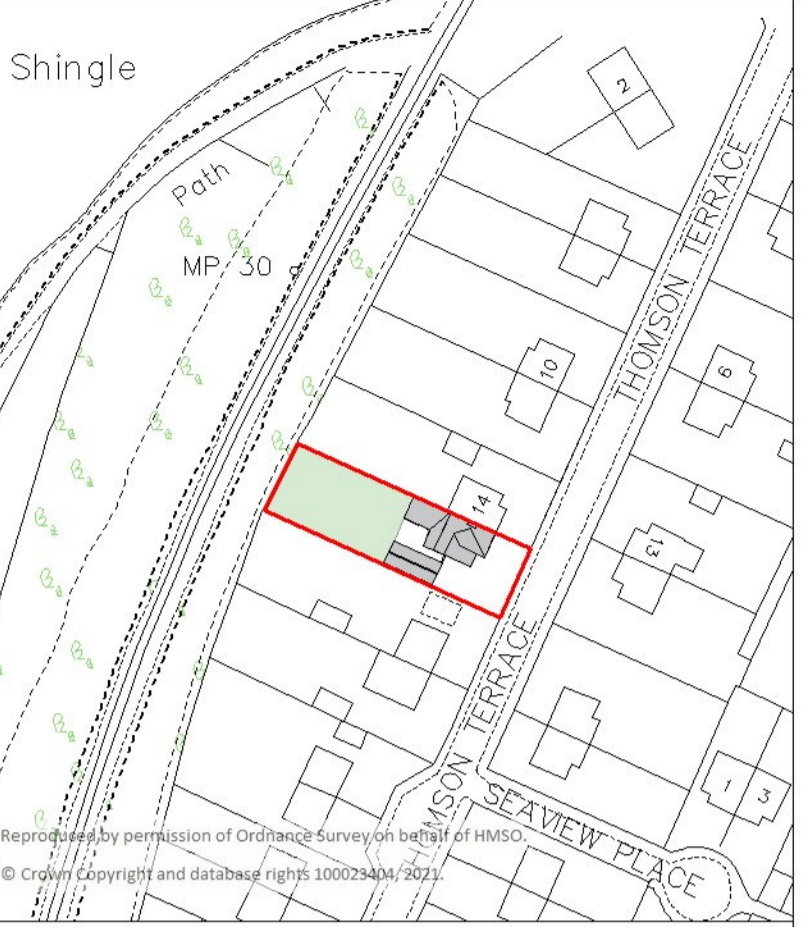 Shingle
2
Path
MP 30
THOMSON TERRACE
10
6
14
13
THOMSON TERRACE
1
3
SEAVIEW PLACE
Reproduced by permission of Ordnance Survey on behalf of HMSO.
© Crown Copyright and database rights 100023404, 2021.